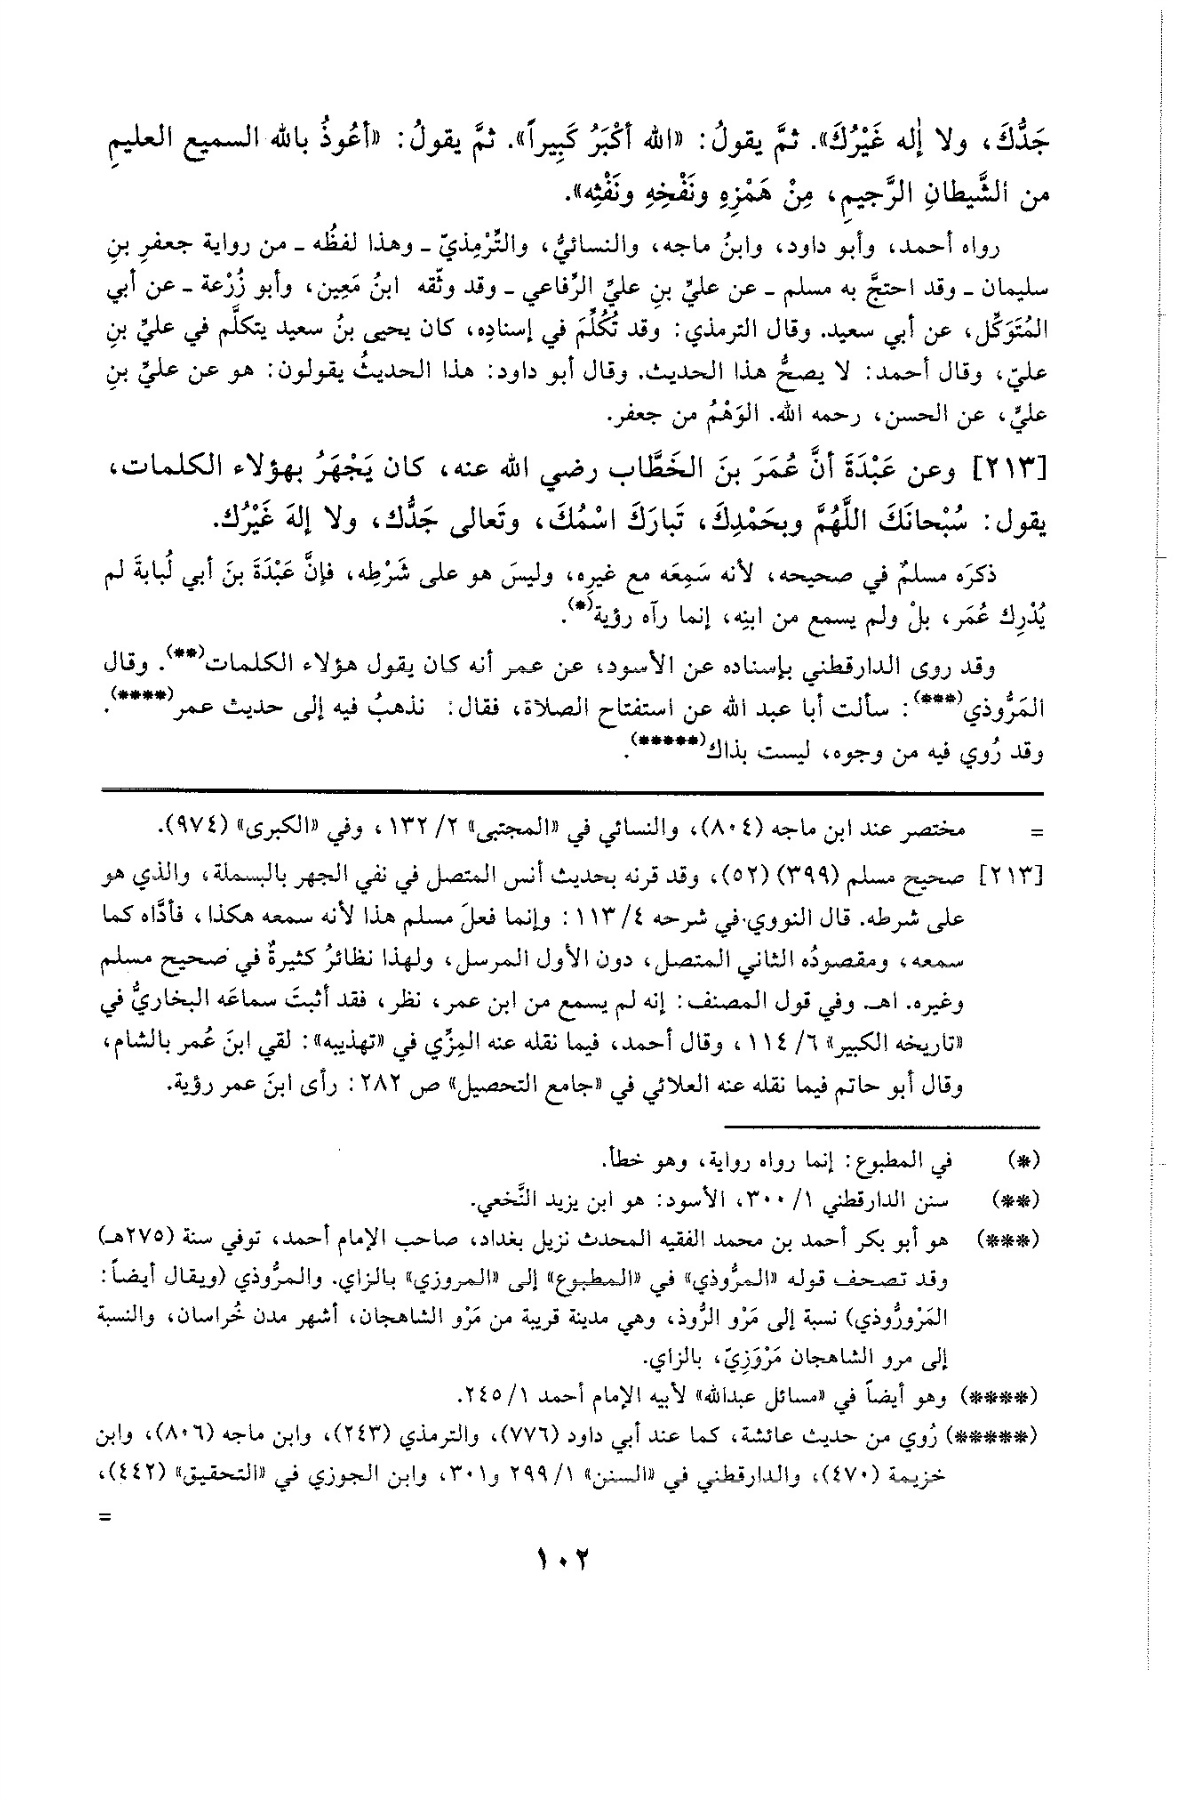 جَدُّكَ، ولا إله غَيْرُكَ». ثمَّ يقولُ: «الله أكْبَرُ كَبِيراً». ثمَّ يقولُ: «أعُوذُ بالله السميع العليمِ
من الشَّيطانِ الرَّجيمِ، مِنْ هَمْزِهِ ونَفْخِهِ ونَفْثِه».
رواه أحمد، وأبو داود، وابنُ ماجه، والنسائيُّ، والتِّرْمِذيّ ـ وهذا لفظُه ـ من رواية جعفرِ بنِ
سليمان ـ وقد احتجَّ به مسلم ـ عن عليِّ بنِ عليٍّ الرِّفاعي ـ وقد وثّقه ابنُ مَعِين، وأبو زُرْعة ـ عن أبي
المُتَوَكِّل، عن أبي سعيد. وقال الترمذي: وقد تُكُلِّمَ في إسنادِه، كان يحيى بنُ سعيد يتكلَّم في عليِّ بنِ
عليّ، وقال أحمد: لا يصحُّ هذا الحديث. وقال أبو داود: هذا الحديثُ يقولون: هو عن عليِّ بنِ
عليٍّ، عن الحسن، رحمه الله. الوَهْمُ من جعفر.
[٢١٣] وعن عَبْدَةَ أنَّ عُمَرَ بنَ الخَطَّاب رضي الله عنه، كان يَجْهَرُ بهؤلاء الكلمات،
يقول: سُبْحانَكَ اللَّهُمَّ وبحَمْدِكَ، تَبارَكَ اسْمُكَ، وتَعالى جَدُّك، ولا إلهَ غَيْرُك.
ذكرَه مسلمٌ في صحيحه، لأنه سَمِعَه مع غيرِه، وليسَ هو على شَرْطِه، فإنَّ عَبْدَةَ بنَ أبي لُبابةَ لم
يُدْرِك عُمَر، بلْ ولم يسمع من ابنِه، إنما رآه رؤية(*).
وقد روى الدارقطني بإسناده عن الأسود، عن عمر أنه كان يقول هؤلاء الكلمات(**). وقال
المَرُّوذي(***): سألت أبا عبد الله عن استفتاح الصلاة، فقال: نذهبُ فيه إلى حديث عمر(****).
وقد رُوي فيه من وجوه، ليست بذاك(*****).
= مختصر عند ابن ماجه (٨٠٤)، والنسائي في «المجتبى» ٢/ ١٣٢، وفي «الكبرى» (٩٧٤).
[٢١٣] صحيح مسلم (٣٩٩) (٥٢)، وقد قرنه بحديث أنس المتصل في نفي الجهر بالبسملة، والذي هو
على شرطه. قال النووي في شرحه ٤/ ١١٣: وإنما فعلَ مسلم هذا لأنه سمعه هكذا، فأدَّاه كما
سمعه، ومقصودُه الثاني المتصل، دون الأول المرسل، ولهذا نظائرُ كثيرةٌ في صحيح مسلم
وغيره. اهـ. وفي قول المصنف: إنه لم يسمع من ابن عمر، نظر، فقد أثبتَ سماعَه البخاريُّ في
«تاريخه الكبير» ٦/ ١١٤، وقال أحمد، فيما نقله عنه المِزِّي في «تهذيبه»: لقي ابنَ عُمر بالشام،
وقال أبو حاتم فيما نقله عنه العلائي في «جامع التحصيل» ص ٢٨٢: رأى ابنَ عمر رؤية.
(*) في المطبوع: إنما رواه رواية، وهو خطأ.
(**) سنن الدارقطني ١/ ٣٠٠، الأسود: هو ابن يزيد النَّخعي.
(***) هو أبو بكر أحمد بن محمد الفقيه المحدث نزيل بغداد، صاحب الإمام أحمد، توفي سنة (٢٧٥هـ)
وقد تصحف قوله «المرُّوذي» في «المطبوع» إلى «المروزي» بالزاي. والمرُّوذي (ويقال أيضاً:
المَرْورُّوذي) نسبة إلى مَرْو الرُّوذ، وهي مدينة قريبة من مَرْو الشاهجان، أشهر مدن خُراسان، والنسبة
إلى مرو الشاهجان مَرْوَزِيّ، بالزاي.
(****) وهو أيضاً في «مسائل عبدالله» لأبيه الإمام أحمد ١/ ٢٤٥.
(*****) رُوي من حديث عائشة، كما عند أبي داود (٧٧٦)، والترمذي (٢٤٣)، وابن ماجه (٨٠٦)، وابن
خزيمة (٤٧٠)، والدارقطني في «السنن» ١/ ٢٩٩ و٣٠١، وابن الجوزي في «التحقيق» (٤٤٢)،
=
١٠٢